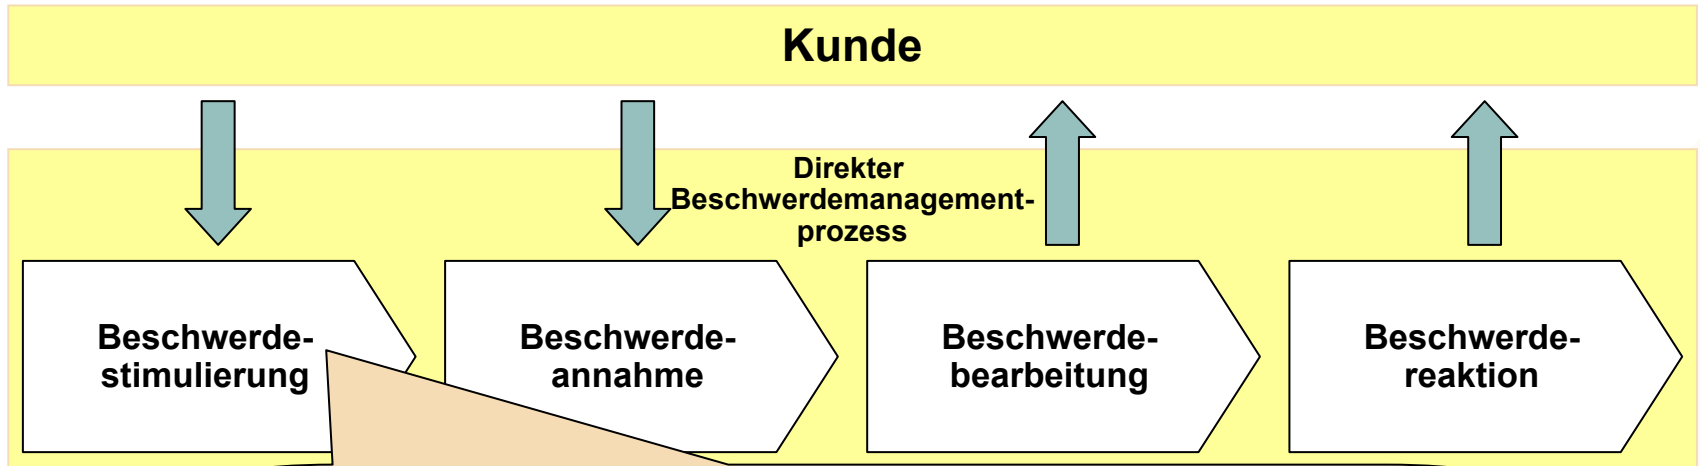 Kunde
Direkter
Beschwerdemanagement-
prozess
Beschwerde-
stimulierung
Beschwerde-
annahme
Beschwerde-
bearbeitung
Beschwerde-
reaktion